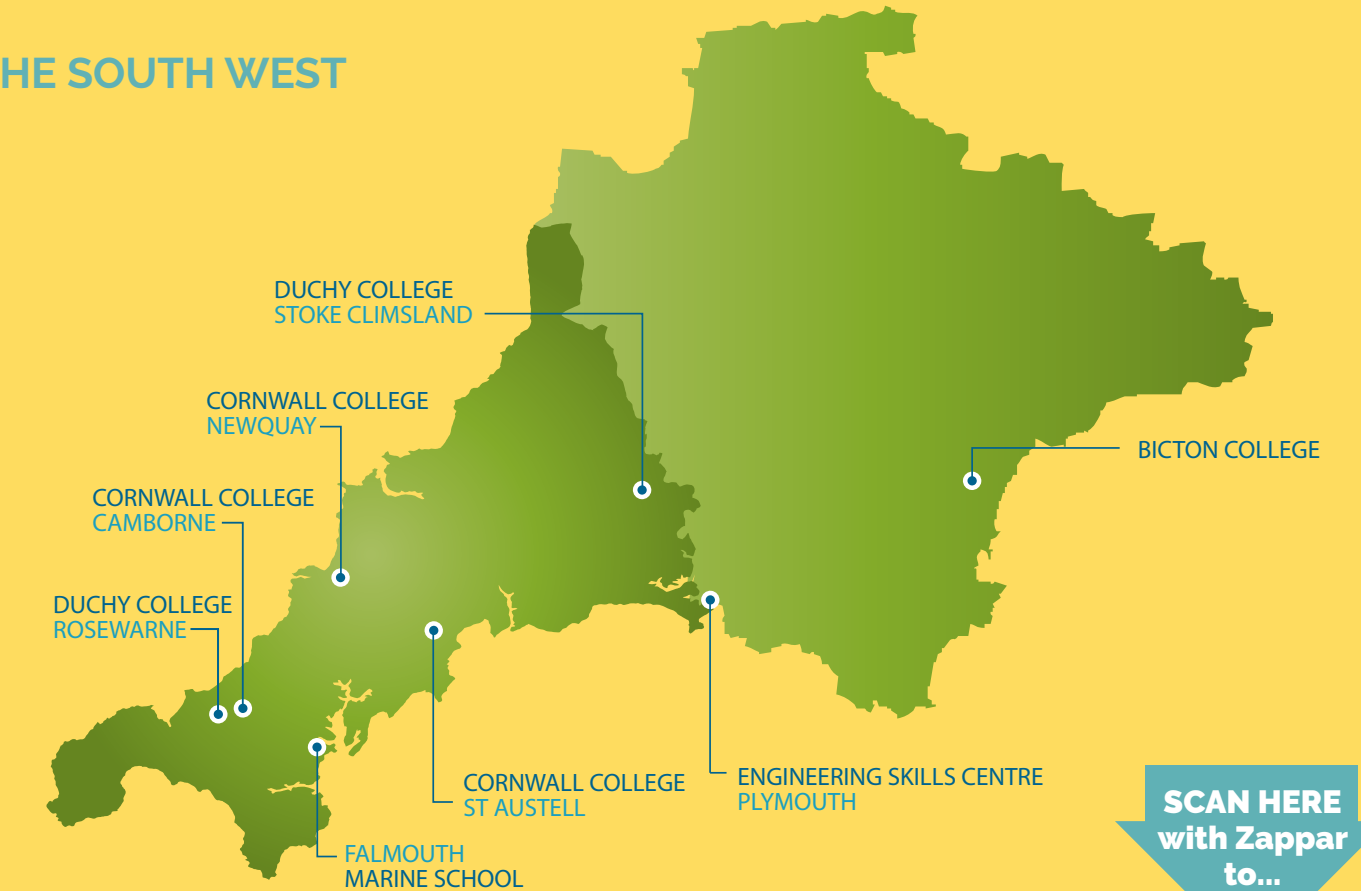 HE SOUTH WEST
DUCHY COLLEGE
STOKE CLIMSLAND
CORNWALL COLLEGE
NEWQUAY
BICTON COLLEGE
CORNWALL COLLEGE
CAMBORNE
DUCHY COLLEGE
ROSEWARNE
CORNWALL COLLEGE
ST AUSTELL
ENGINEERING SKILLS CENTRE
PLYMOUTH
FALMOUTH
MARINE SCHOOL
SCAN HERE
with Zappar
to...